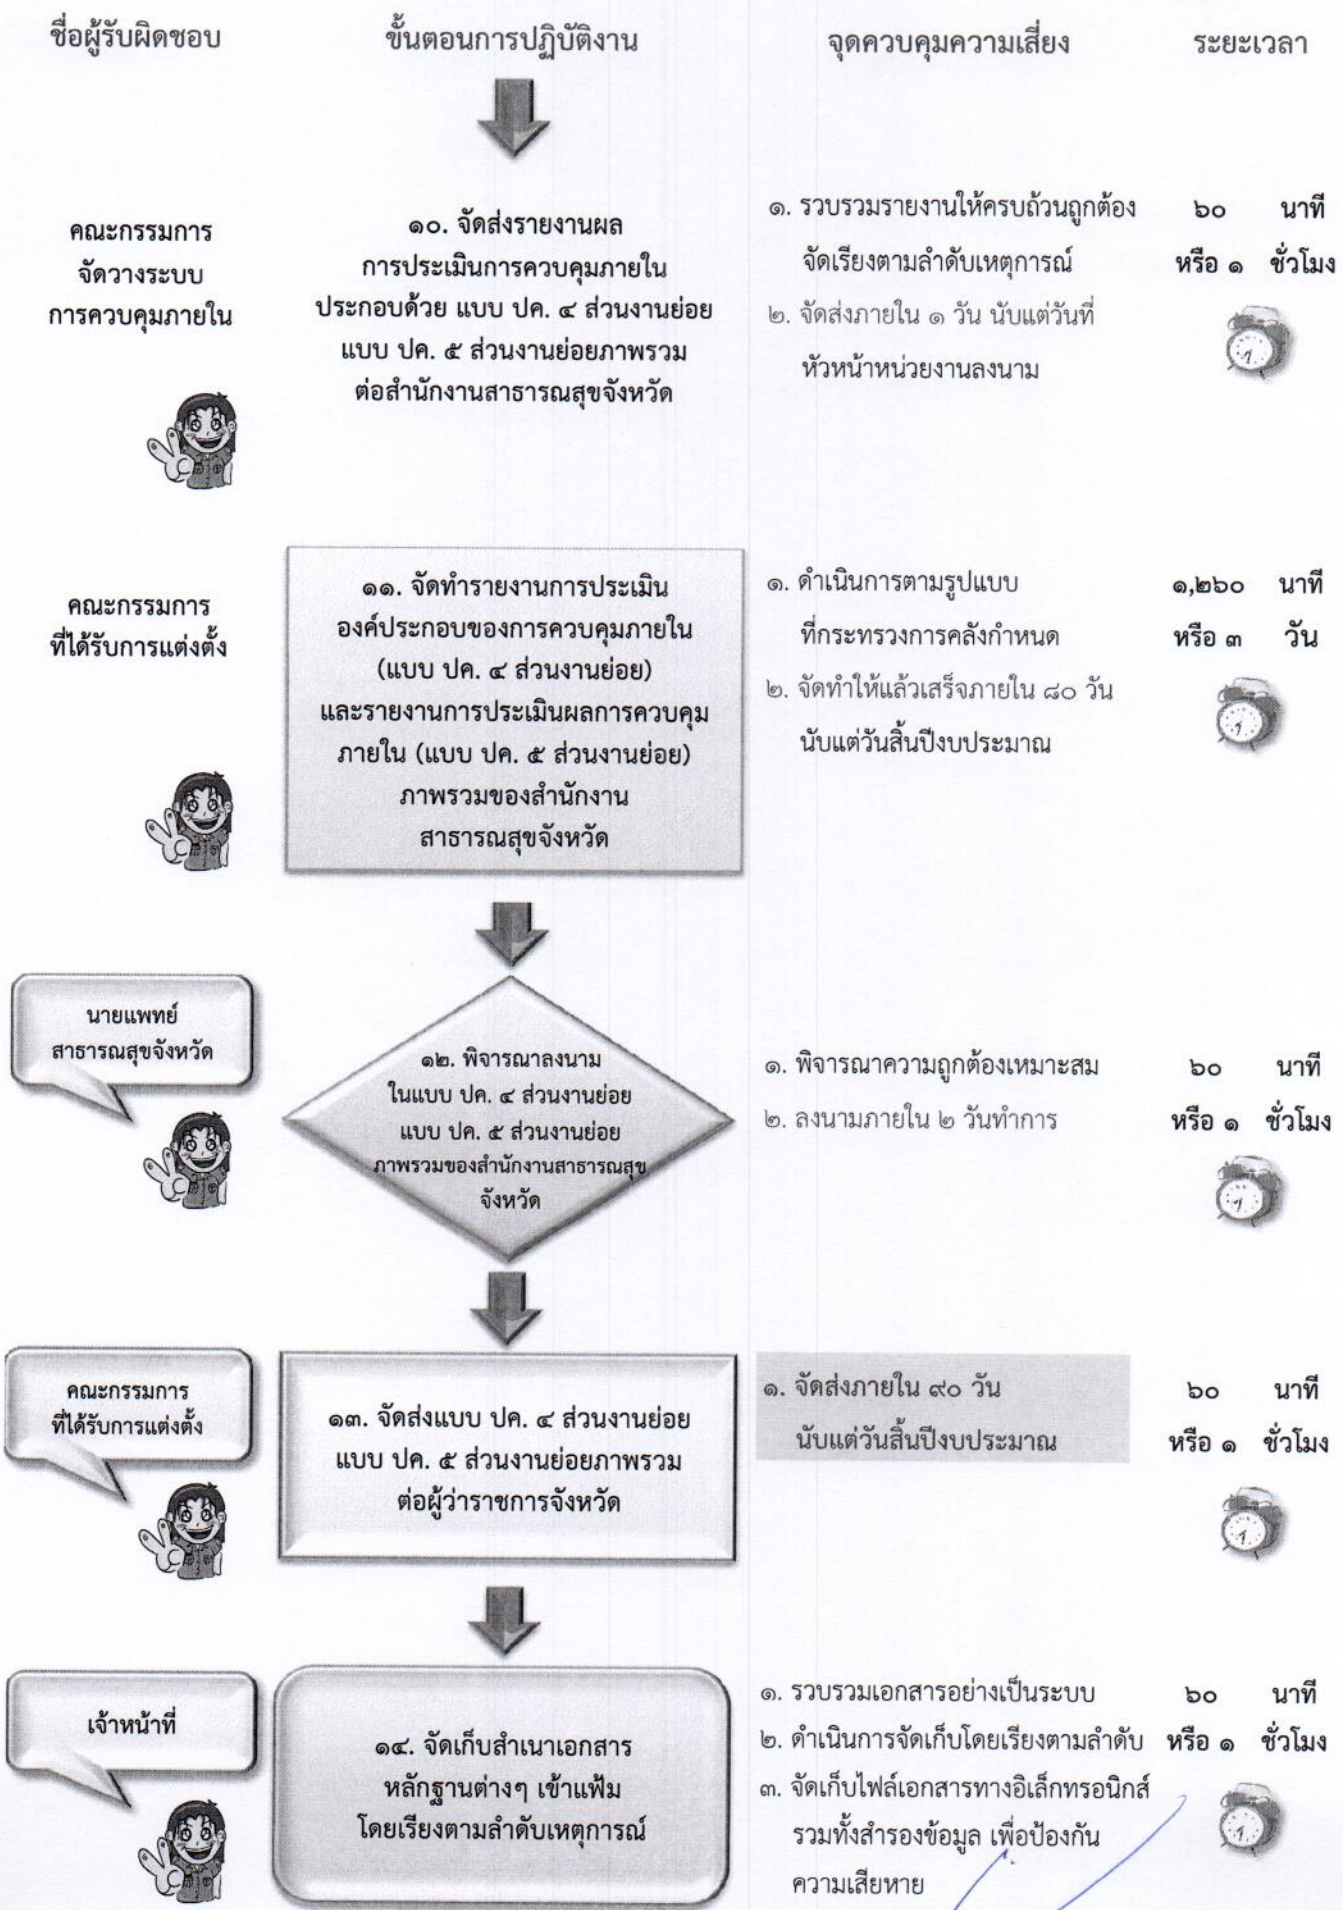 ชื่อผู้รับผิดชอบ ขั้นตอนการปฏิบัติงาน จุดควบคุมความเสี่ยง ระยะเวลา
คณะกรรมการ
จัดวางระบบ
การควบคุมภายใน
๑๐. จัดส่งรายงานผล
การประเมินการควบคุมภายใน
ประกอบด้วย แบบ ปค. ๔ ส่วนงานย่อย
แบบ ปค. ๕ ส่วนงานย่อยภาพรวม
ต่อสำนักงานสาธารณสุขจังหวัด
๑. รวบรวมรายงานให้ครบถ้วนถูกต้อง
จัดเรียงตามลำดับเหตุการณ์
๒. จัดส่งภายใน ๑ วัน นับแต่วันที่
หัวหน้าหน่วยงานลงนาม
๖๐ นาที
หรือ ๑ ชั่วโมง
คณะกรรมการ
ที่ได้รับการแต่งตั้ง
๑๑. จัดทำรายงานการประเมิน
องค์ประกอบของการควบคุมภายใน
(แบบ ปค. ๔ ส่วนงานย่อย)
และรายงานการประเมินผลการควบคุม
ภายใน (แบบ ปค. ๕ ส่วนงานย่อย)
ภาพรวมของสำนักงาน
สาธารณสุขจังหวัด
๑. ดำเนินการตามรูปแบบ
ที่กระทรวงการคลังกำหนด
๒. จัดทำให้แล้วเสร็จภายใน ๘๐ วัน
นับแต่วันสิ้นปีงบประมาณ
๑,๒๖๐ นาที
หรือ ๓ วัน
นายแพทย์
สาธารณสุขจังหวัด
๑๒. พิจารณาลงนาม
ในแบบ ปค. ๔ ส่วนงานย่อย
แบบ ปค. ๕ ส่วนงานย่อย
ภาพรวมของสำนักงานสาธารณสุข
จังหวัด
๑. พิจารณาความถูกต้องเหมาะสม
๒. ลงนามภายใน ๒ วันทำการ
๖๐ นาที
หรือ ๑ ชั่วโมง
คณะกรรมการ
ที่ได้รับการแต่งตั้ง
๑๓. จัดส่งแบบ ปค. ๔ ส่วนงานย่อย
แบบ ปค. ๕ ส่วนงานย่อยภาพรวม
ต่อผู้ว่าราชการจังหวัด
๑. จัดส่งภายใน ๙๐ วัน
นับแต่วันสิ้นปีงบประมาณ
๖๐ นาที
หรือ ๑ ชั่วโมง
เจ้าหน้าที่
๑๔. จัดเก็บสำเนาเอกสาร
หลักฐานต่างๆ เข้าแฟ้ม
โดยเรียงตามลำดับเหตุการณ์
๑. รวบรวมเอกสารอย่างเป็นระบบ
๒. ดำเนินการจัดเก็บโดยเรียงตามลำดับ
๓. จัดเก็บไฟล์เอกสารทางอิเล็กทรอนิกส์
รวมทั้งสำรองข้อมูล เพื่อป้องกัน
ความเสียหาย
๖๐ นาที
หรือ ๑ ชั่วโมง